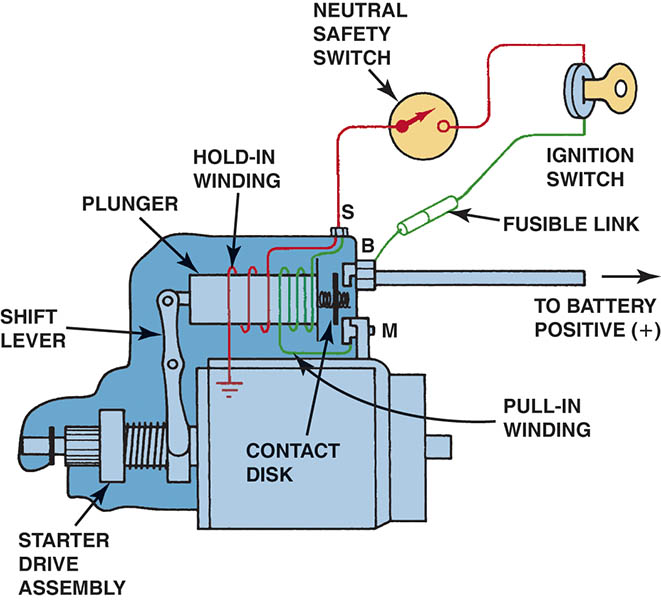 NEUTRAL
SAFETY
SWITCH
HOLD-IN
WINDING
PLUNGER
IGNITION
SWITCH
FUSIBLE LINK
S
B
TO BATTERY
POSITIVE (+)
SHIFT
LEVER
M
PULL-IN
WINDING
CONTACT
DISK
STARTER
DRIVE
ASSEMBLY